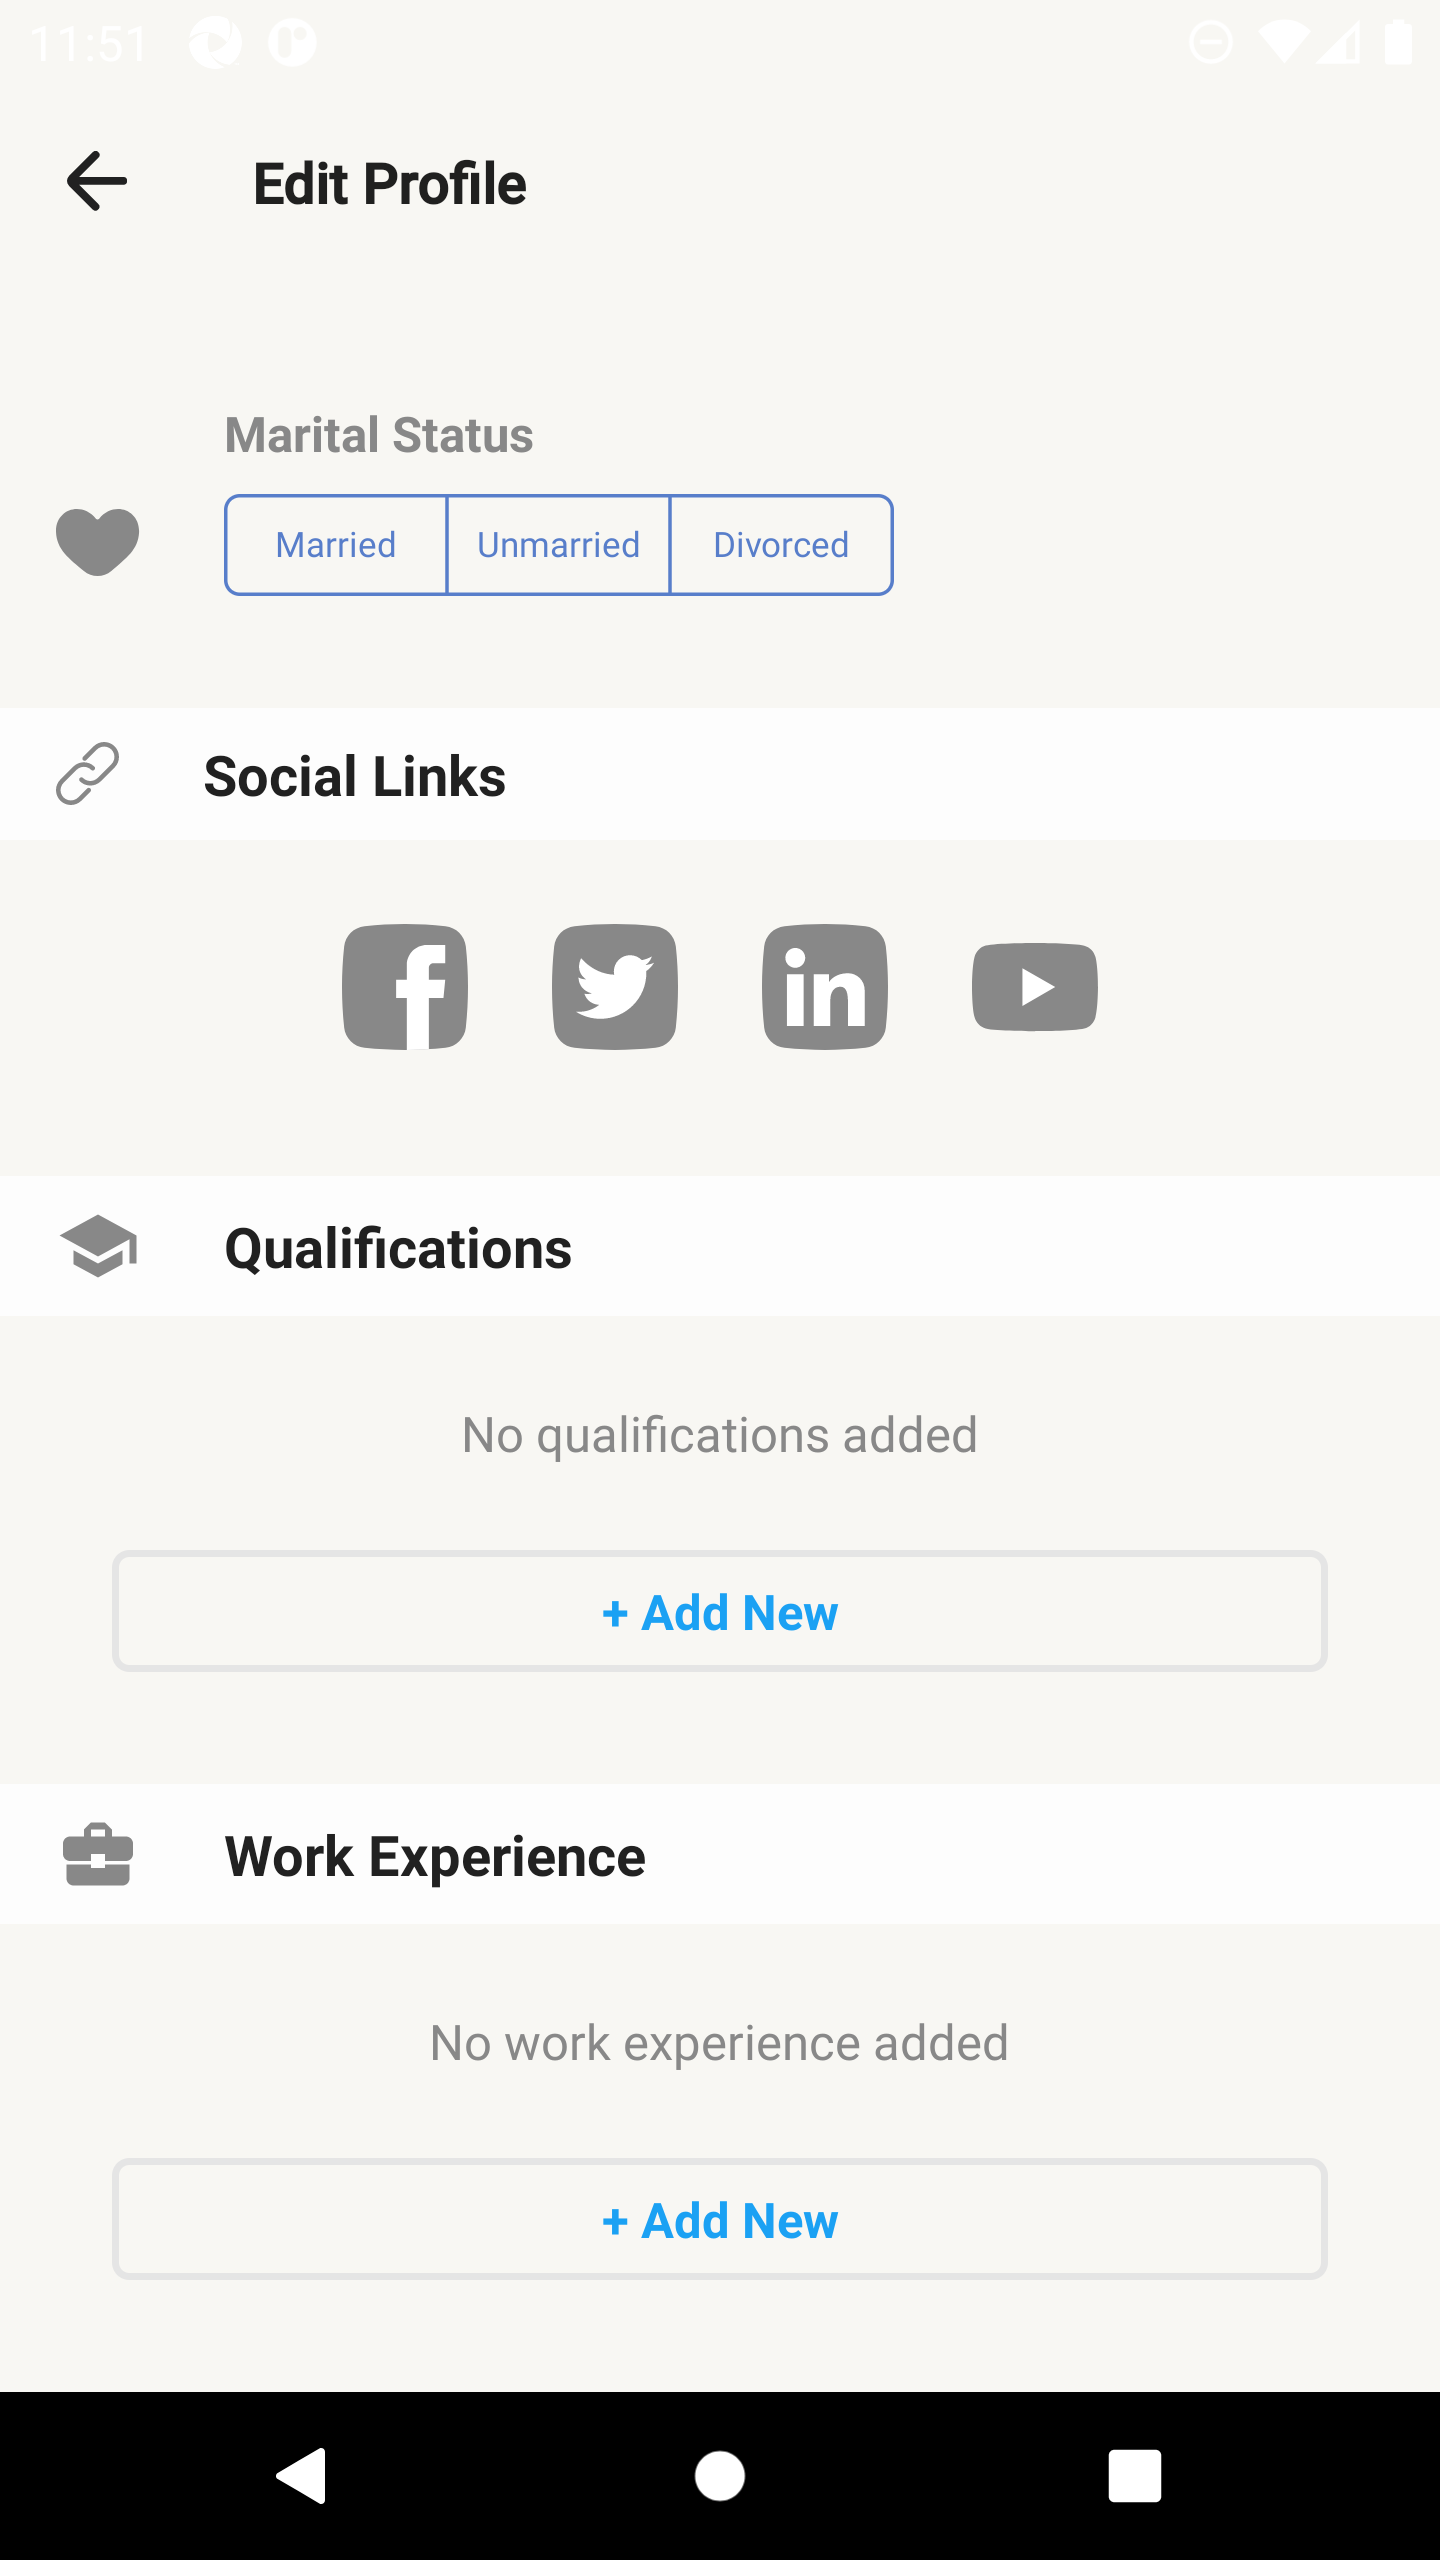 11:51
Edit Profile
Marital Status
Married Unmarried Divorced
Social Links
Qualifications
No qualifications added
+ Add New
Work Experience
No work experience added
+ Add New